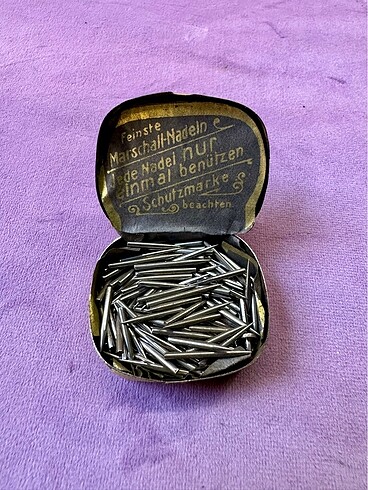 Feinste
Marschall-Nadeln
Jede Nadel nur
einmal benützen
Schutzmarke
beachten.